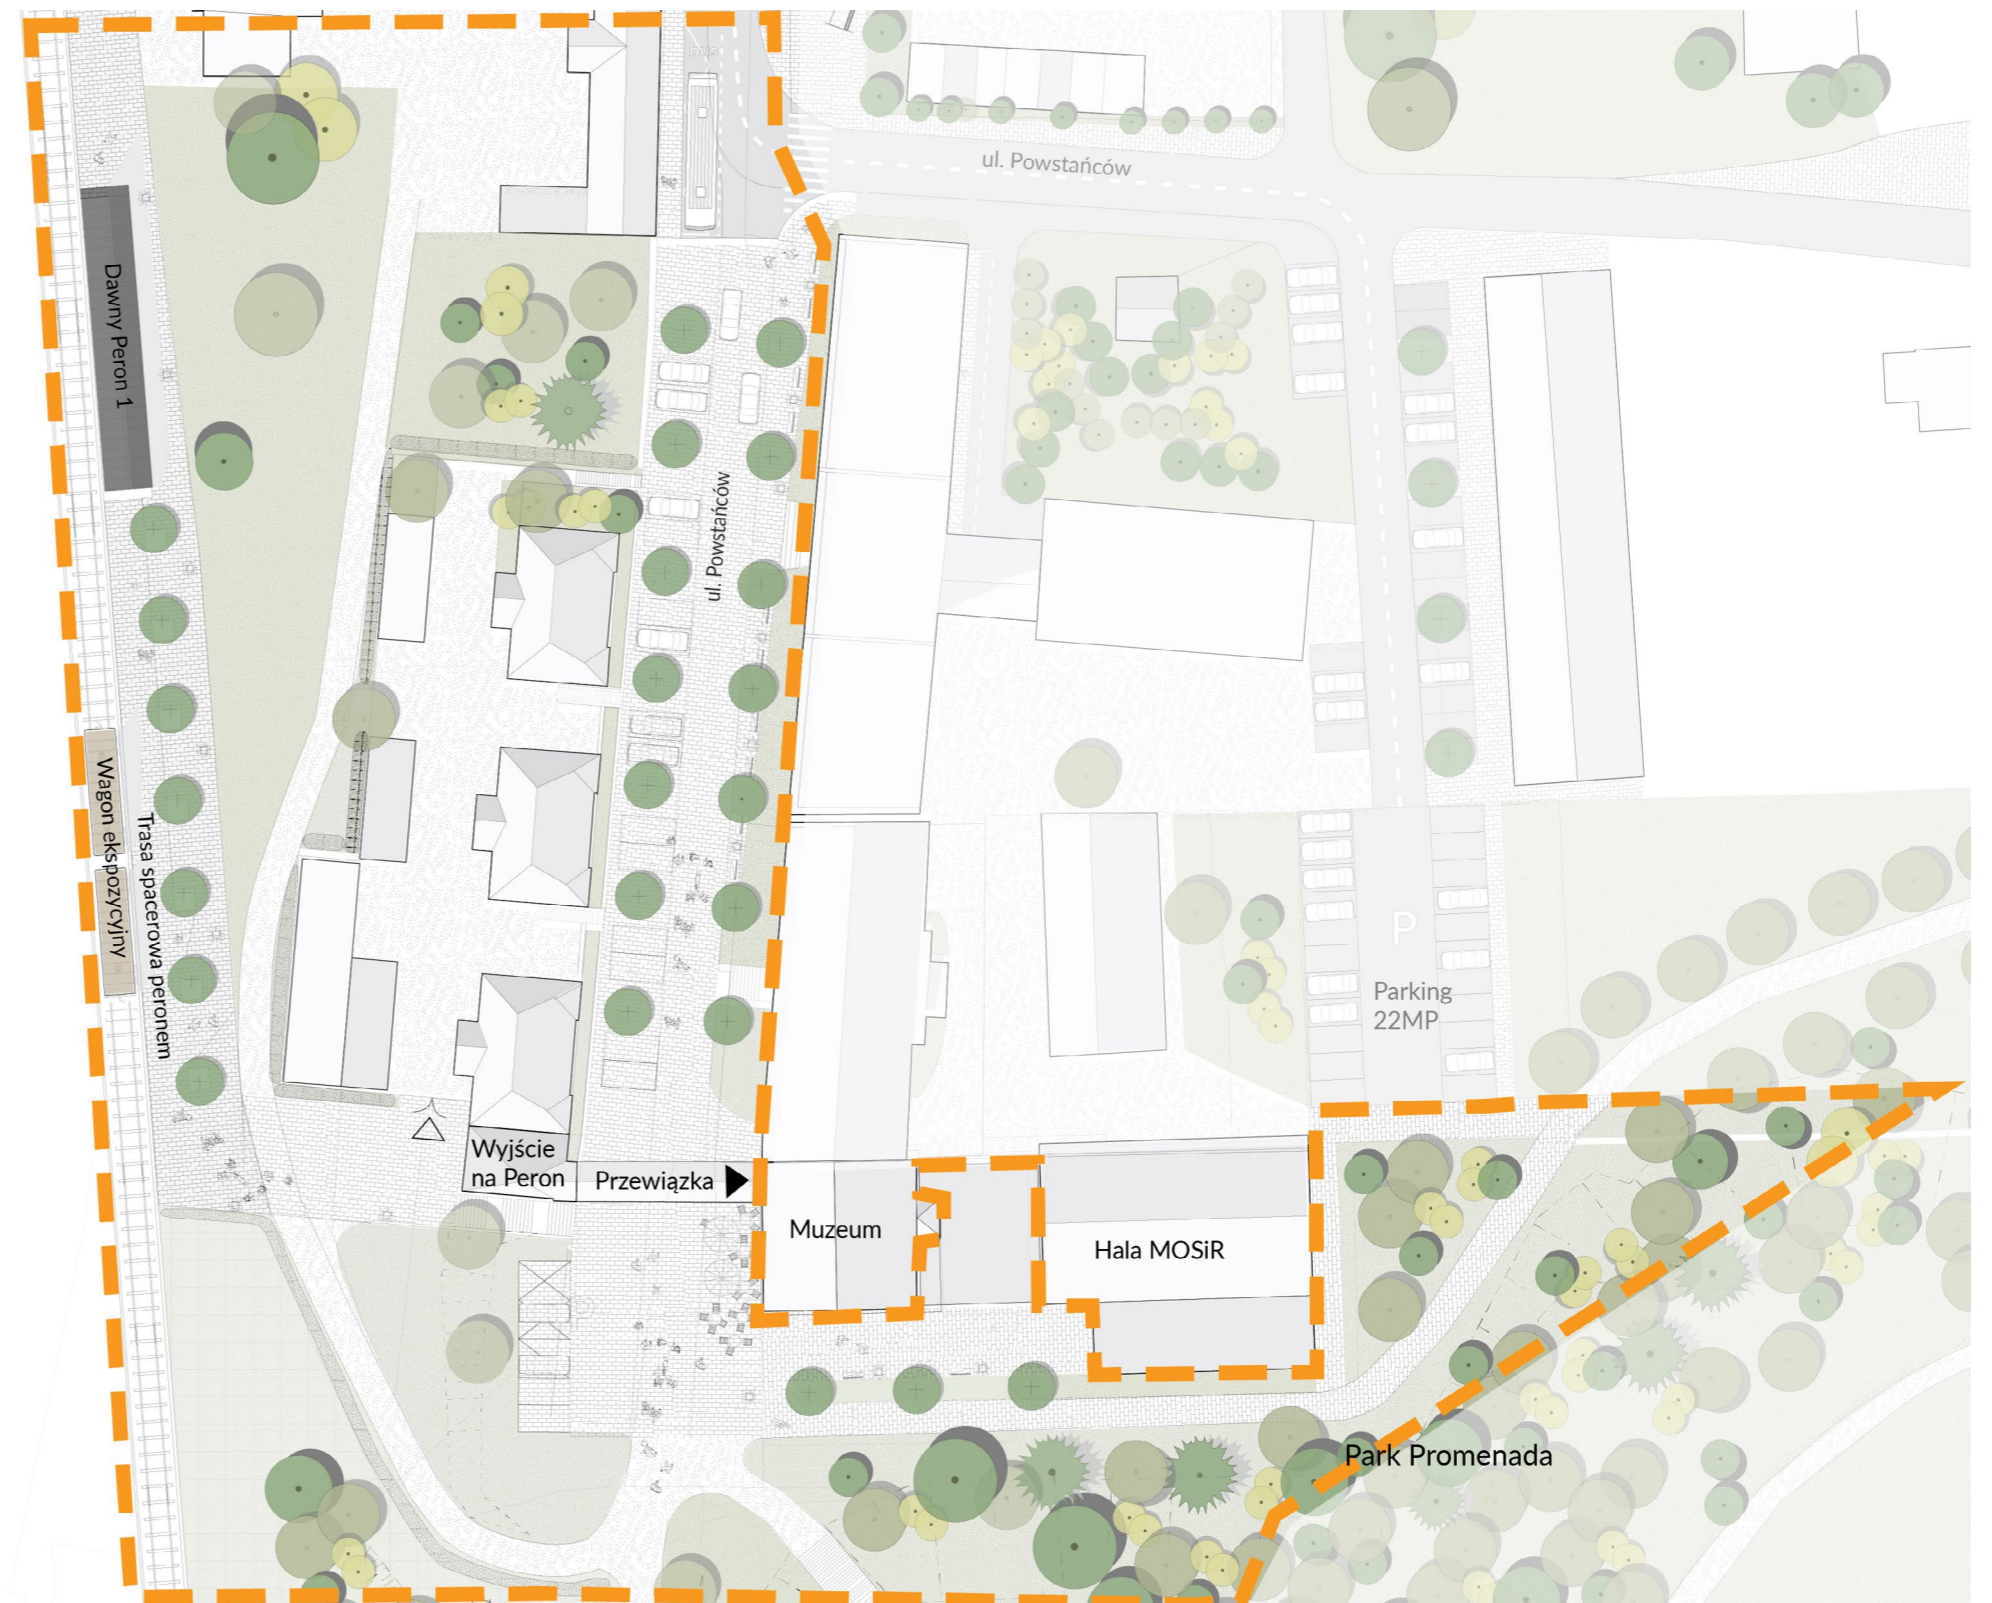 bus
ul. Powstańców
Dawny Peron 1
ul. Powstańców
Wagon ekspozycyjny
Trasa spacerowa peronem
P
Parking
22MP
Wyjście
na Peron
Przewiązka
Muzeum
Hala MOSiR
Park Promenada